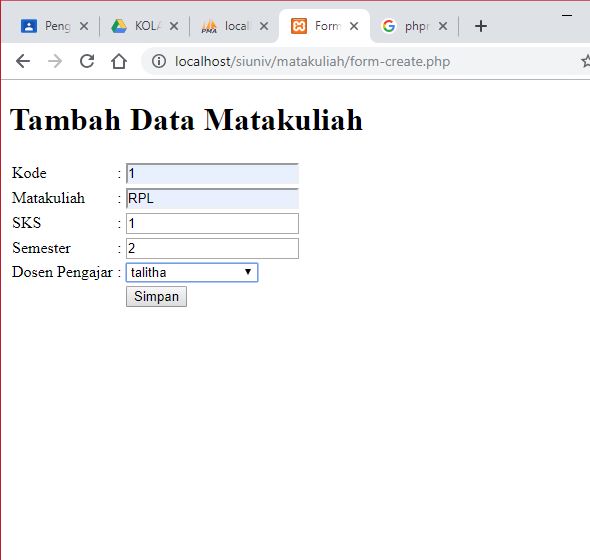 Peng
KOLA
local
Form
phpm
localhost/siuniv/matakuliah/form-create.php
Tambah Data Matakuliah
Kode : 1
Matakuliah : RPL
SKS : 1
Semester : 2
Dosen Pengajar : talitha
Simpan